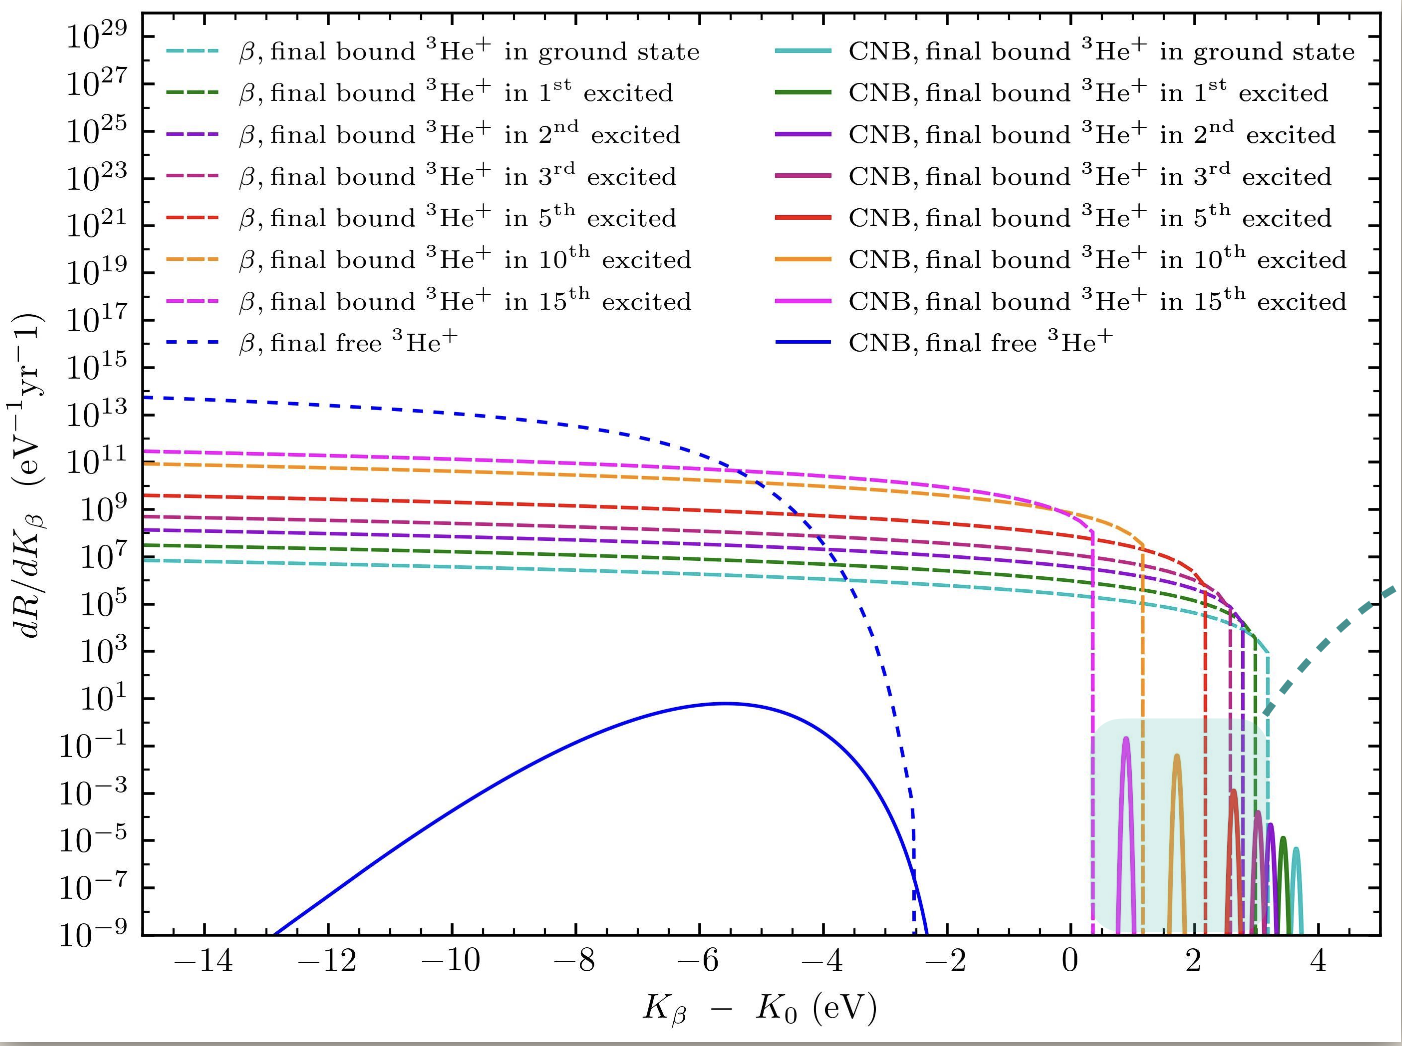 10²⁹
10²⁷
10²⁵
10²³
10²¹
10¹⁹
10¹⁷
10¹⁵
10¹³
10¹¹
10⁹
10⁷
10⁵
10³
10¹
10⁻¹
10⁻³
10⁻⁵
10⁻⁷
10⁻⁹
dR/dKᵦ (eV⁻¹yr⁻1)
β, final bound ³He⁺ in ground state
β, final bound ³He⁺ in 1ˢᵗ excited
β, final bound ³He⁺ in 2ⁿᵈ excited
β, final bound ³He⁺ in 3ʳᵈ excited
β, final bound ³He⁺ in 5ᵗʰ excited
β, final bound ³He⁺ in 10ᵗʰ excited
β, final bound ³He⁺ in 15ᵗʰ excited
β, final free ³He⁺
CNB, final bound ³He⁺ in ground state
CNB, final bound ³He⁺ in 1ˢᵗ excited
CNB, final bound ³He⁺ in 2ⁿᵈ excited
CNB, final bound ³He⁺ in 3ʳᵈ excited
CNB, final bound ³He⁺ in 5ᵗʰ excited
CNB, final bound ³He⁺ in 10ᵗʰ excited
CNB, final bound ³He⁺ in 15ᵗʰ excited
CNB, final free ³He⁺
−14 −12 −10 −8 −6 −4 −2 0 2 4
Kᵦ − K₀ (eV)